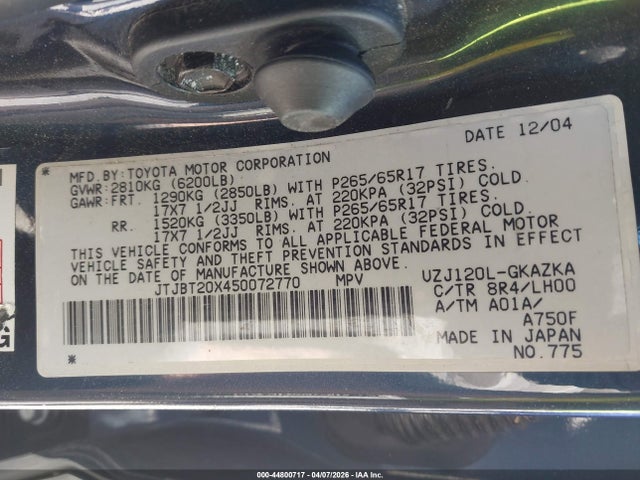 DATE 12/04
* MFD.BY:TOYOTA MOTOR CORPORATION
GVWR:2810KG (6200LB)
GAWR:FRT. 1290KG (2850LB) WITH P265/65R17 TIRES.
17X7 1/2JJ RIMS. AT 220KPA (32PSI) COLD.
RR. 1520KG (3350LB) WITH P265/65R17 TIRES.
17X7 1/2JJ RIMS. AT 220KPA (32PSI) COLD.
THIS VEHICLE CONFORMS TO ALL APPLICABLE FEDERAL MOTOR
VEHICLE SAFETY AND THEFT PREVENTION STANDARDS IN EFFECT
ON THE DATE OF MANUFACTURE SHOWN ABOVE.
JTJBT20X450072770 MPV
UZJ120L-GKAZKA
C/TR 8R4/LH00
A/TM A01A/
A750F
MADE IN JAPAN
* NO.775
G
000-44800717 - 04/07/2026 - IAA Inc.